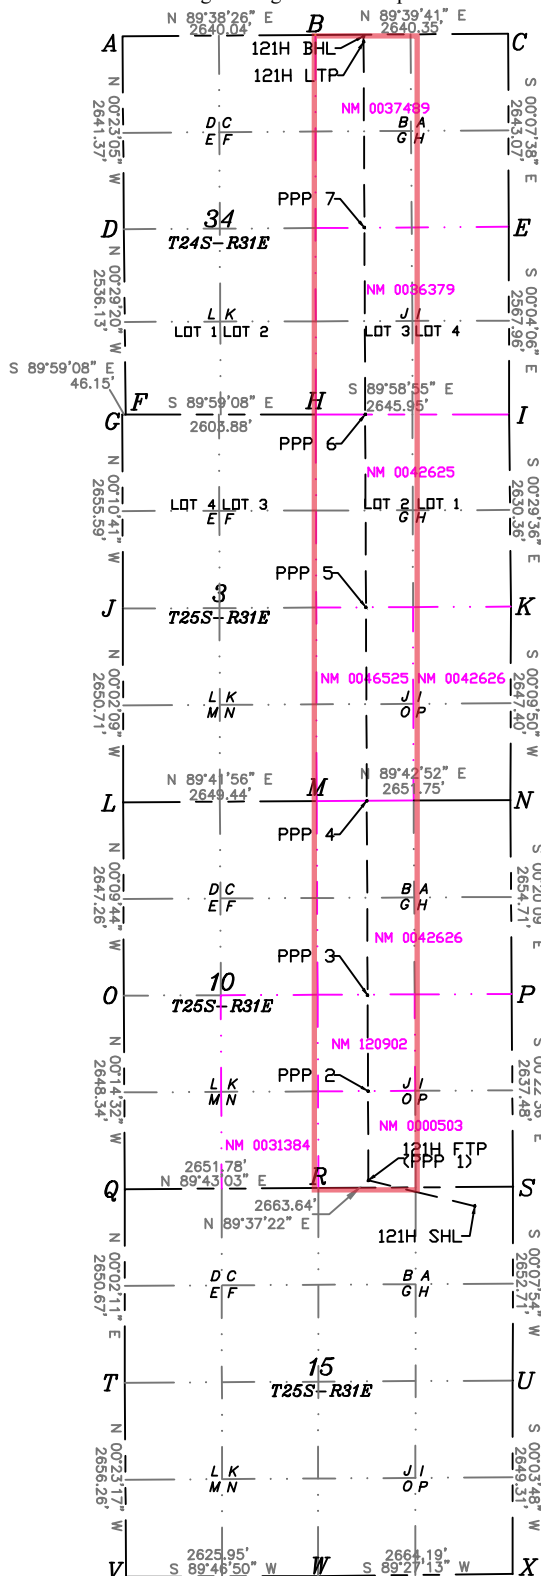 N 89°38'26" E
2640.04'
B
N 89°39'41" E
2640.35'
A
C
121H BHL
121H LTP
NM 0037489
N 00°23'05" W
2641.37'
S 00°07'38" E
2643.07'
D C
E F
B A
G H
PPP 7
D
34
T24S-R31E
E
NM 0036379
N 00°29'20" W
2536.13'
S 00°04'06" E
2567.96'
L K
LOT 1 LOT 2
J I
LOT 3 LOT 4
S 89°59'08" E
46.15'
F
G
S 89°59'08" E
2603.88'
H
S 89°58'55" E
2645.95'
I
PPP 6
NM 0042625
N 00°10'41" W
2655.59'
S 00°29'36" E
2630.36'
LOT 4 LOT 3
E F
LOT 2 LOT 1
G H
PPP 5
J
3
T25S-R31E
K
NM 0046525
NM 0042626
N 00°02'09" W
2650.71'
S 00°09'50" W
2647.40'
L K
M N
J I
O P
N 89°41'56" E
2649.44'
M
N 89°42'52" E
2651.75'
L
N
PPP 4
N 00°09'44" W
2647.26'
S 00°20'09" E
2654.71'
D C
E F
B A
G H
NM 0042626
PPP 3
O
10
T25S-R31E
P
NM 120902
PPP 2
N 00°14'32" W
2648.34'
2637.48'
L K
M N
J I
O P
NM 0000503
NM 0031384
121H FTP
(PPP 1)
2651.78'
N 89°43'03" E
R
Q
S
2663.64'
N 89°37'22" E
121H SHL
N 00°02'11" E
2650.67'
S 00°07'54" W
2652.71'
D C
E F
B A
G H
T
15
T25S-R31E
U
N 00°23'17" W
2656.26'
S 00°03'48" W
2649.31'
L K
M N
J I
O P
2625.95'
S 89°46'50" W
W
2664.19'
S 89°27'13" W
V
X